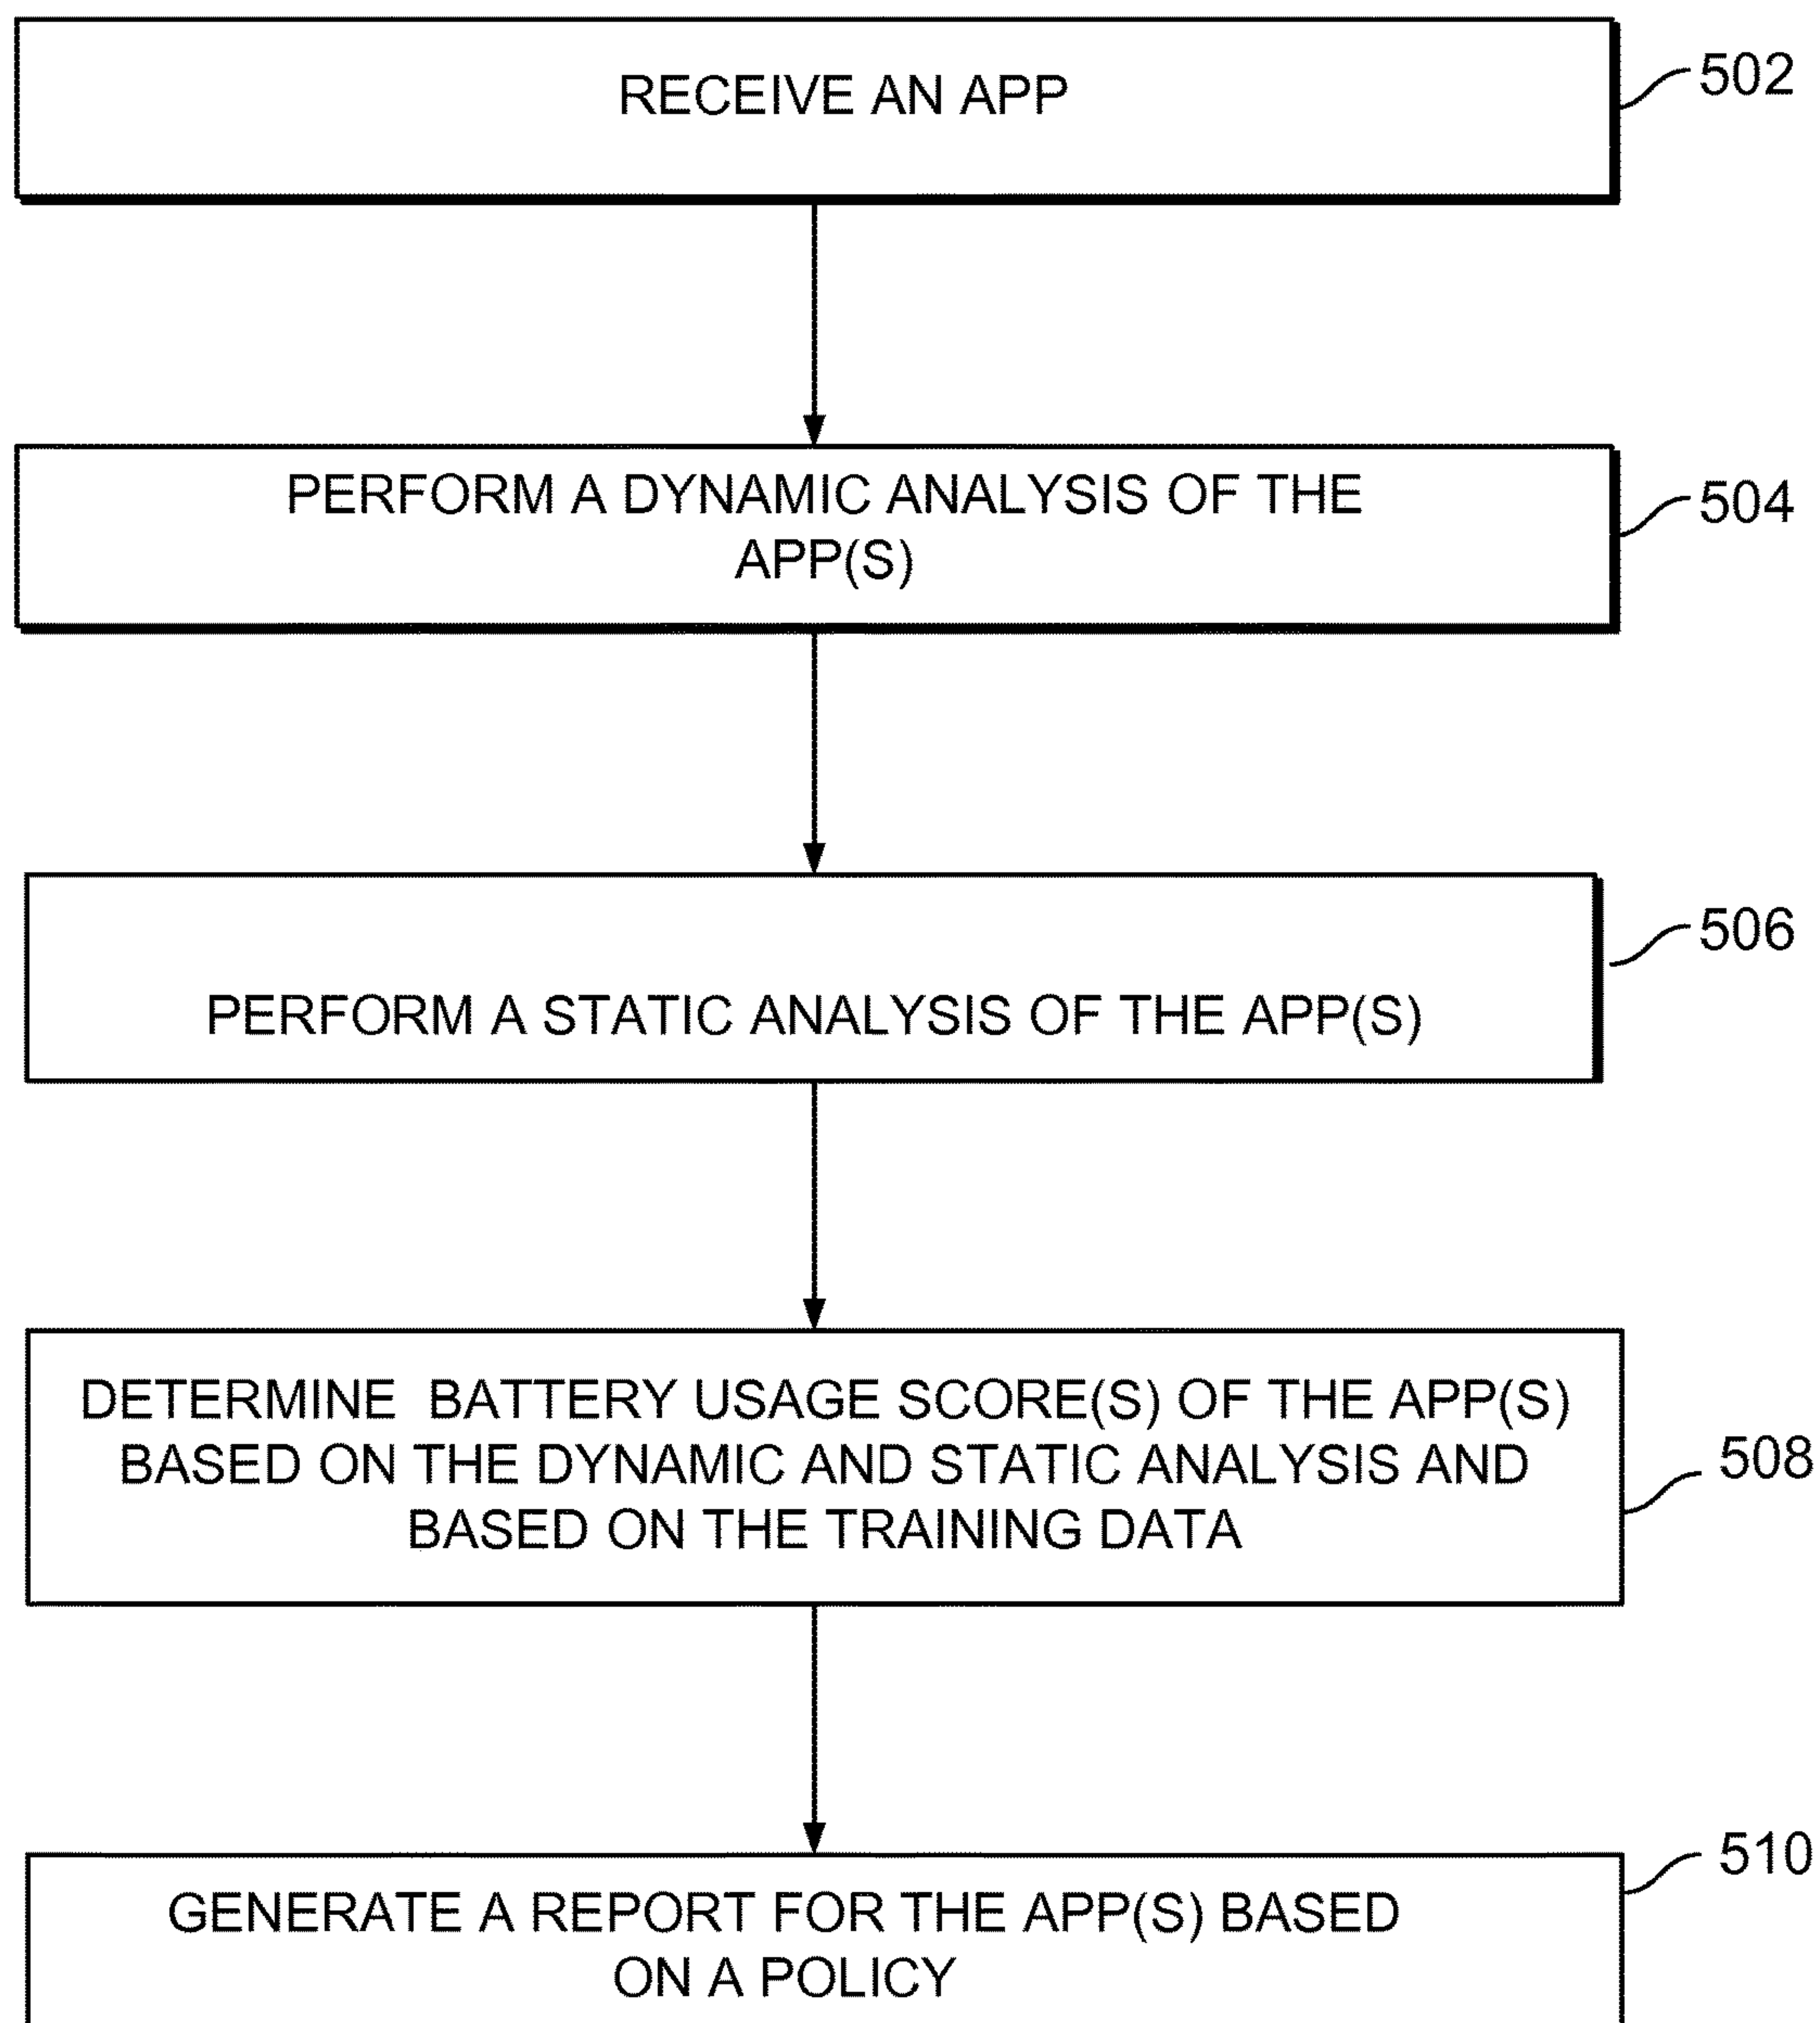 RECEIVE AN APP
502
PERFORM A DYNAMIC ANALYSIS OF THE
APP(S)
504
506
PERFORM A STATIC ANALYSIS OF THE APP(S)
DETERMINE BATTERY USAGE SCORE(S) OF THE APP(S)
BASED ON THE DYNAMIC AND STATIC ANALYSIS AND
BASED ON THE TRAINING DATA
508
510
GENERATE A REPORT FOR THE APP(S) BASED
ON A POLICY